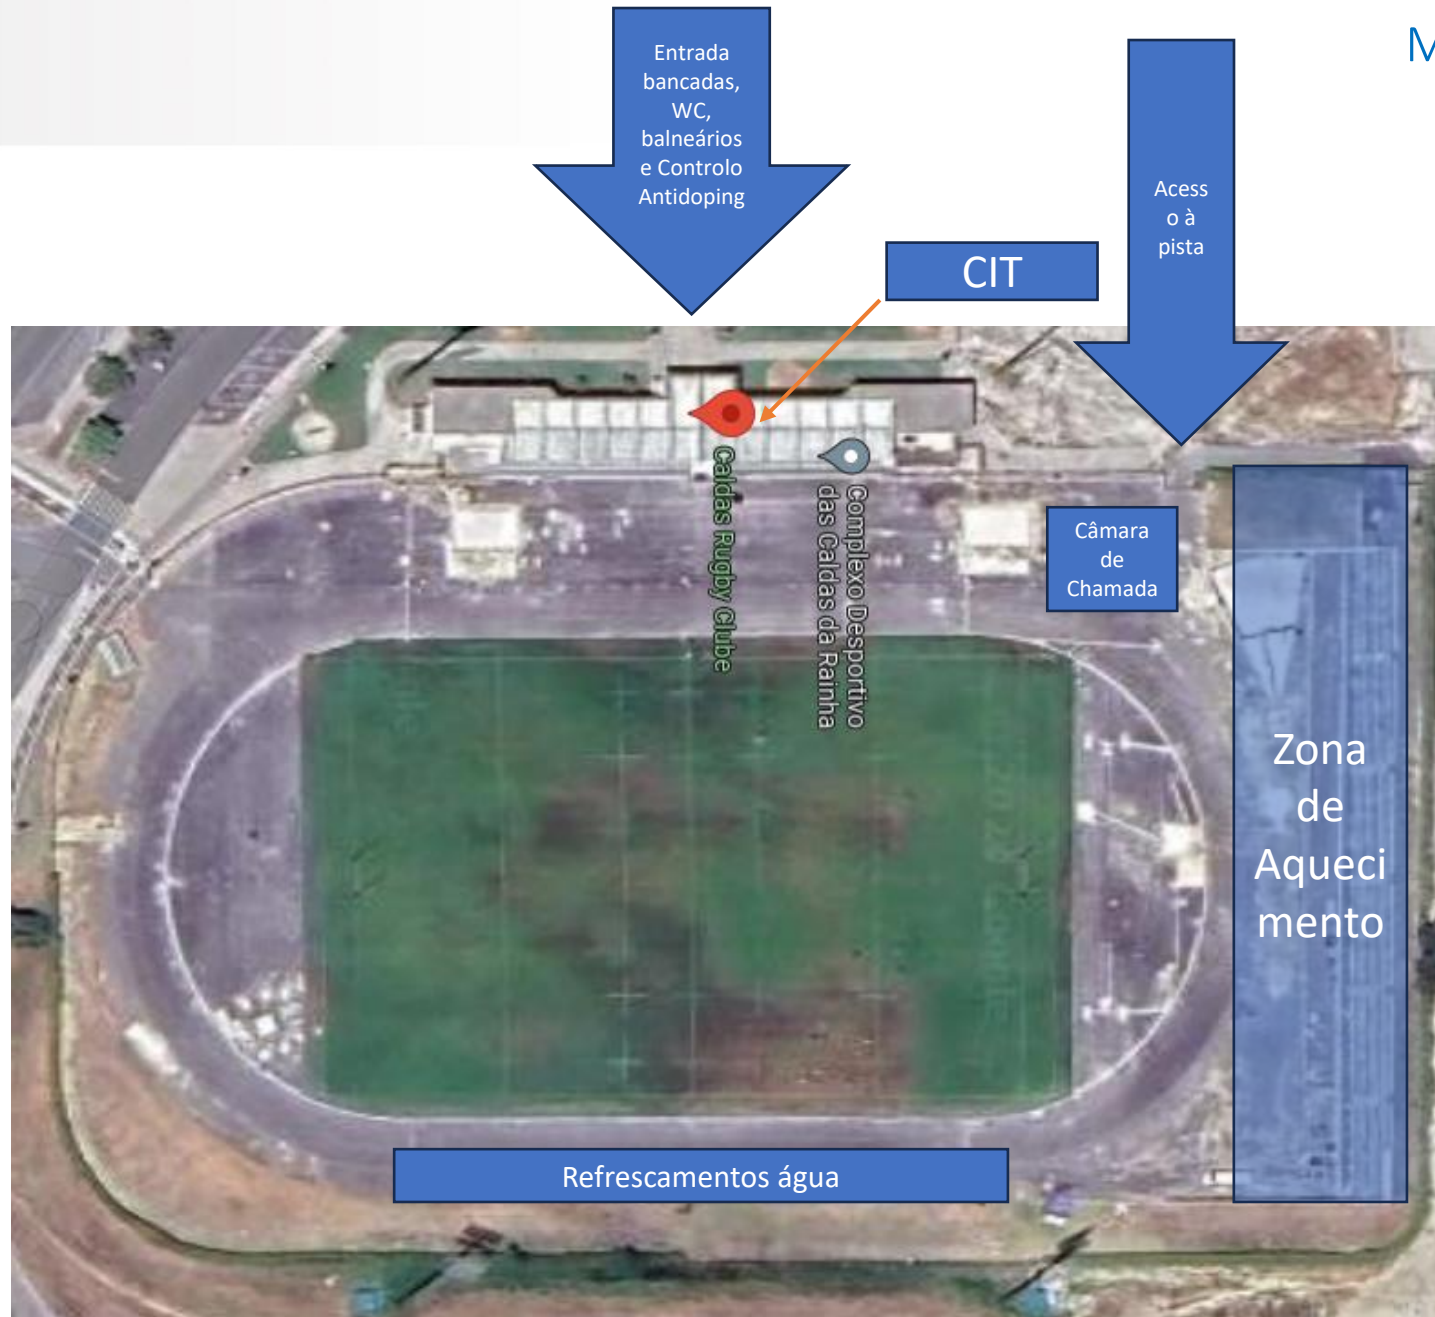 M
Entrada
bancadas,
WC,
balneários
e Controlo
Antidoping
Acess
o à
pista
CIT
Caldas Rugby Clube
Complexo Desportivo
das Caldas da Rainha
Câmara
de
Chamada
Zona
de
Aqueci
mento
Refrescamentos água